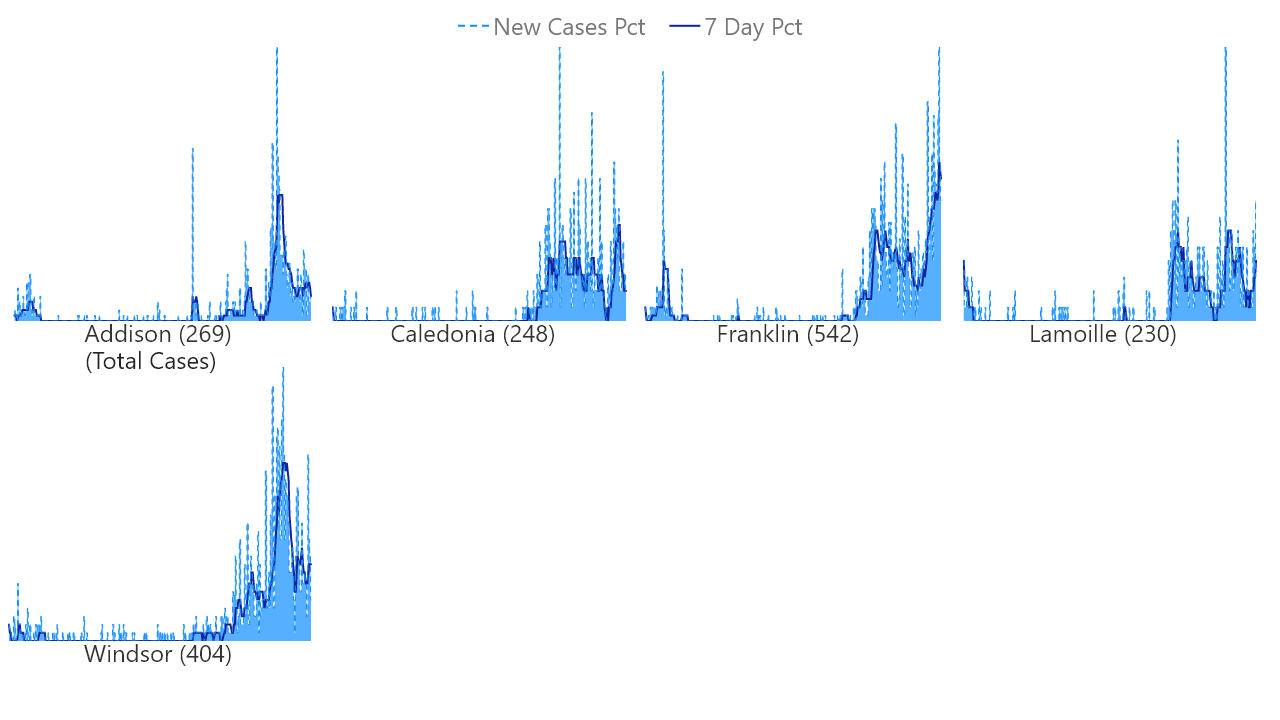 New Cases Pct 7 Day Pct
Addison (269) Caledonia (248) Franklin (542) Lamoille (230)
(Total Cases)
Windsor (404)